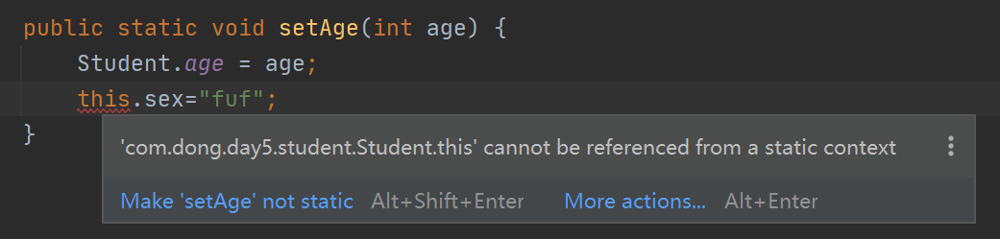 public static void setAge(int age) {
Student.age = age;
this.sex="fuf";
}
'com.dong.day5.student.Student.this' cannot be referenced from a static context
Make 'setAge' not static Alt+Shift+Enter More actions... Alt+Enter